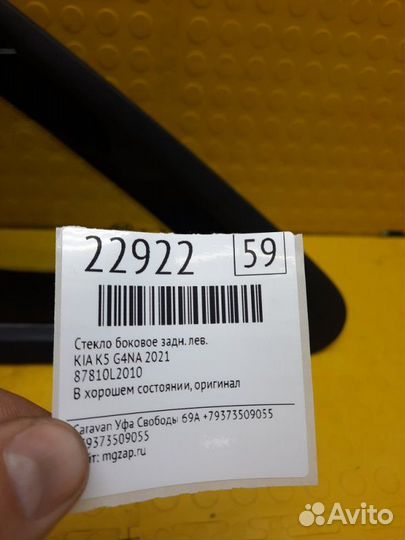 22922 59
Стекло боковое задн. лев.
KIA K5 G4NA 2021
87810L2010
В хорошем состоянии, оригинал
Caravan Уфа Свободы 69А +79373509055
79373509055
mgzap.ru
Avito